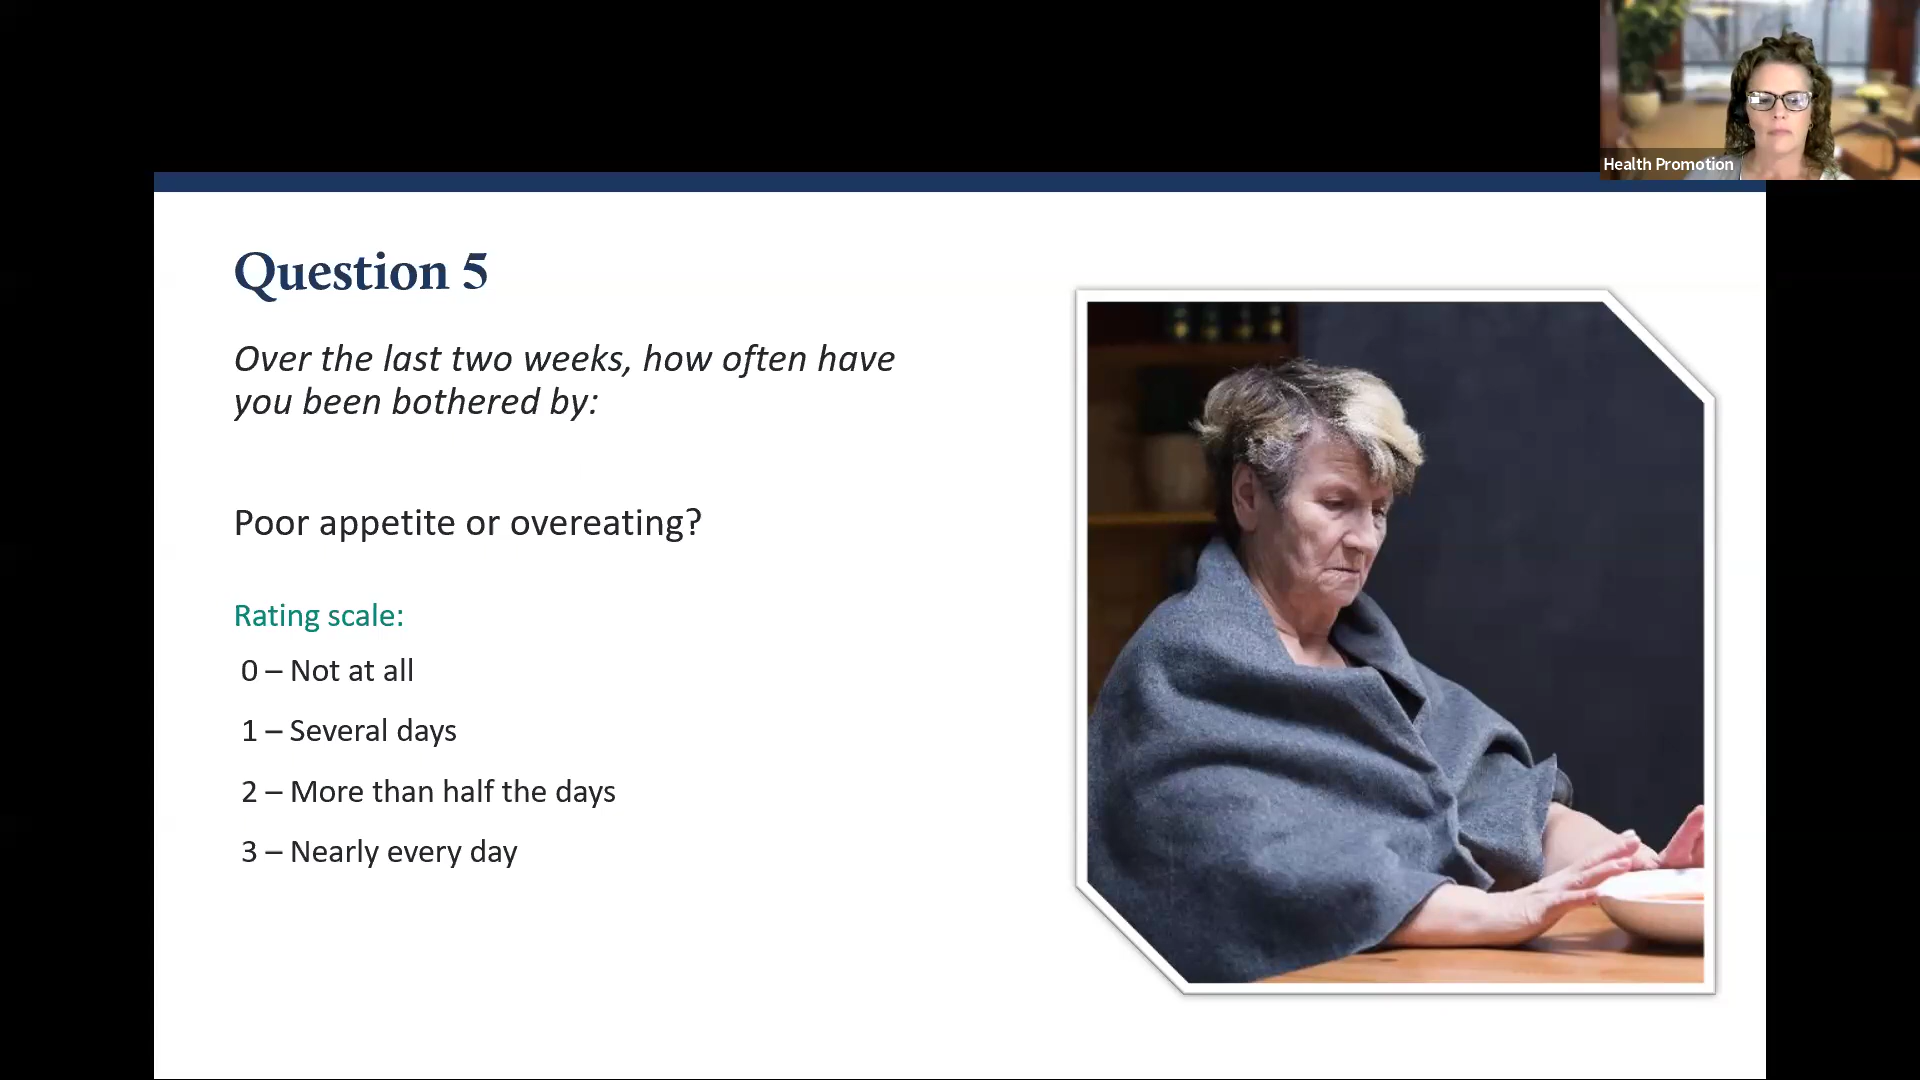 Health Promotion
Question 5
Over the last two weeks, how often have
you been bothered by:
Poor appetite or overeating?
Rating scale:
0 – Not at all
1 – Several days
2 – More than half the days
3 – Nearly every day